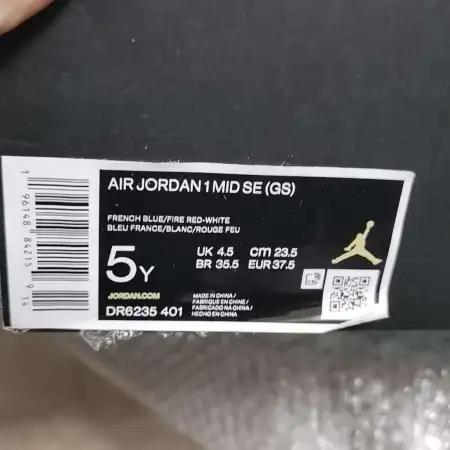 AIR JORDAN 1 MID SE (GS)
FRENCH BLUE/FIRE RED-WHITE
BLEU FRANCE/BLANC/ROUGE FEU
5Y
UK 4.5 cm 23.5
BR 35.5 EUR 37.5
JORDAN.COM
DR6235 401
MADE IN CHINA/
FABRIQUÉ EN CHINE/
FABRICADO NA CHINA/
HECHO EN CHINA